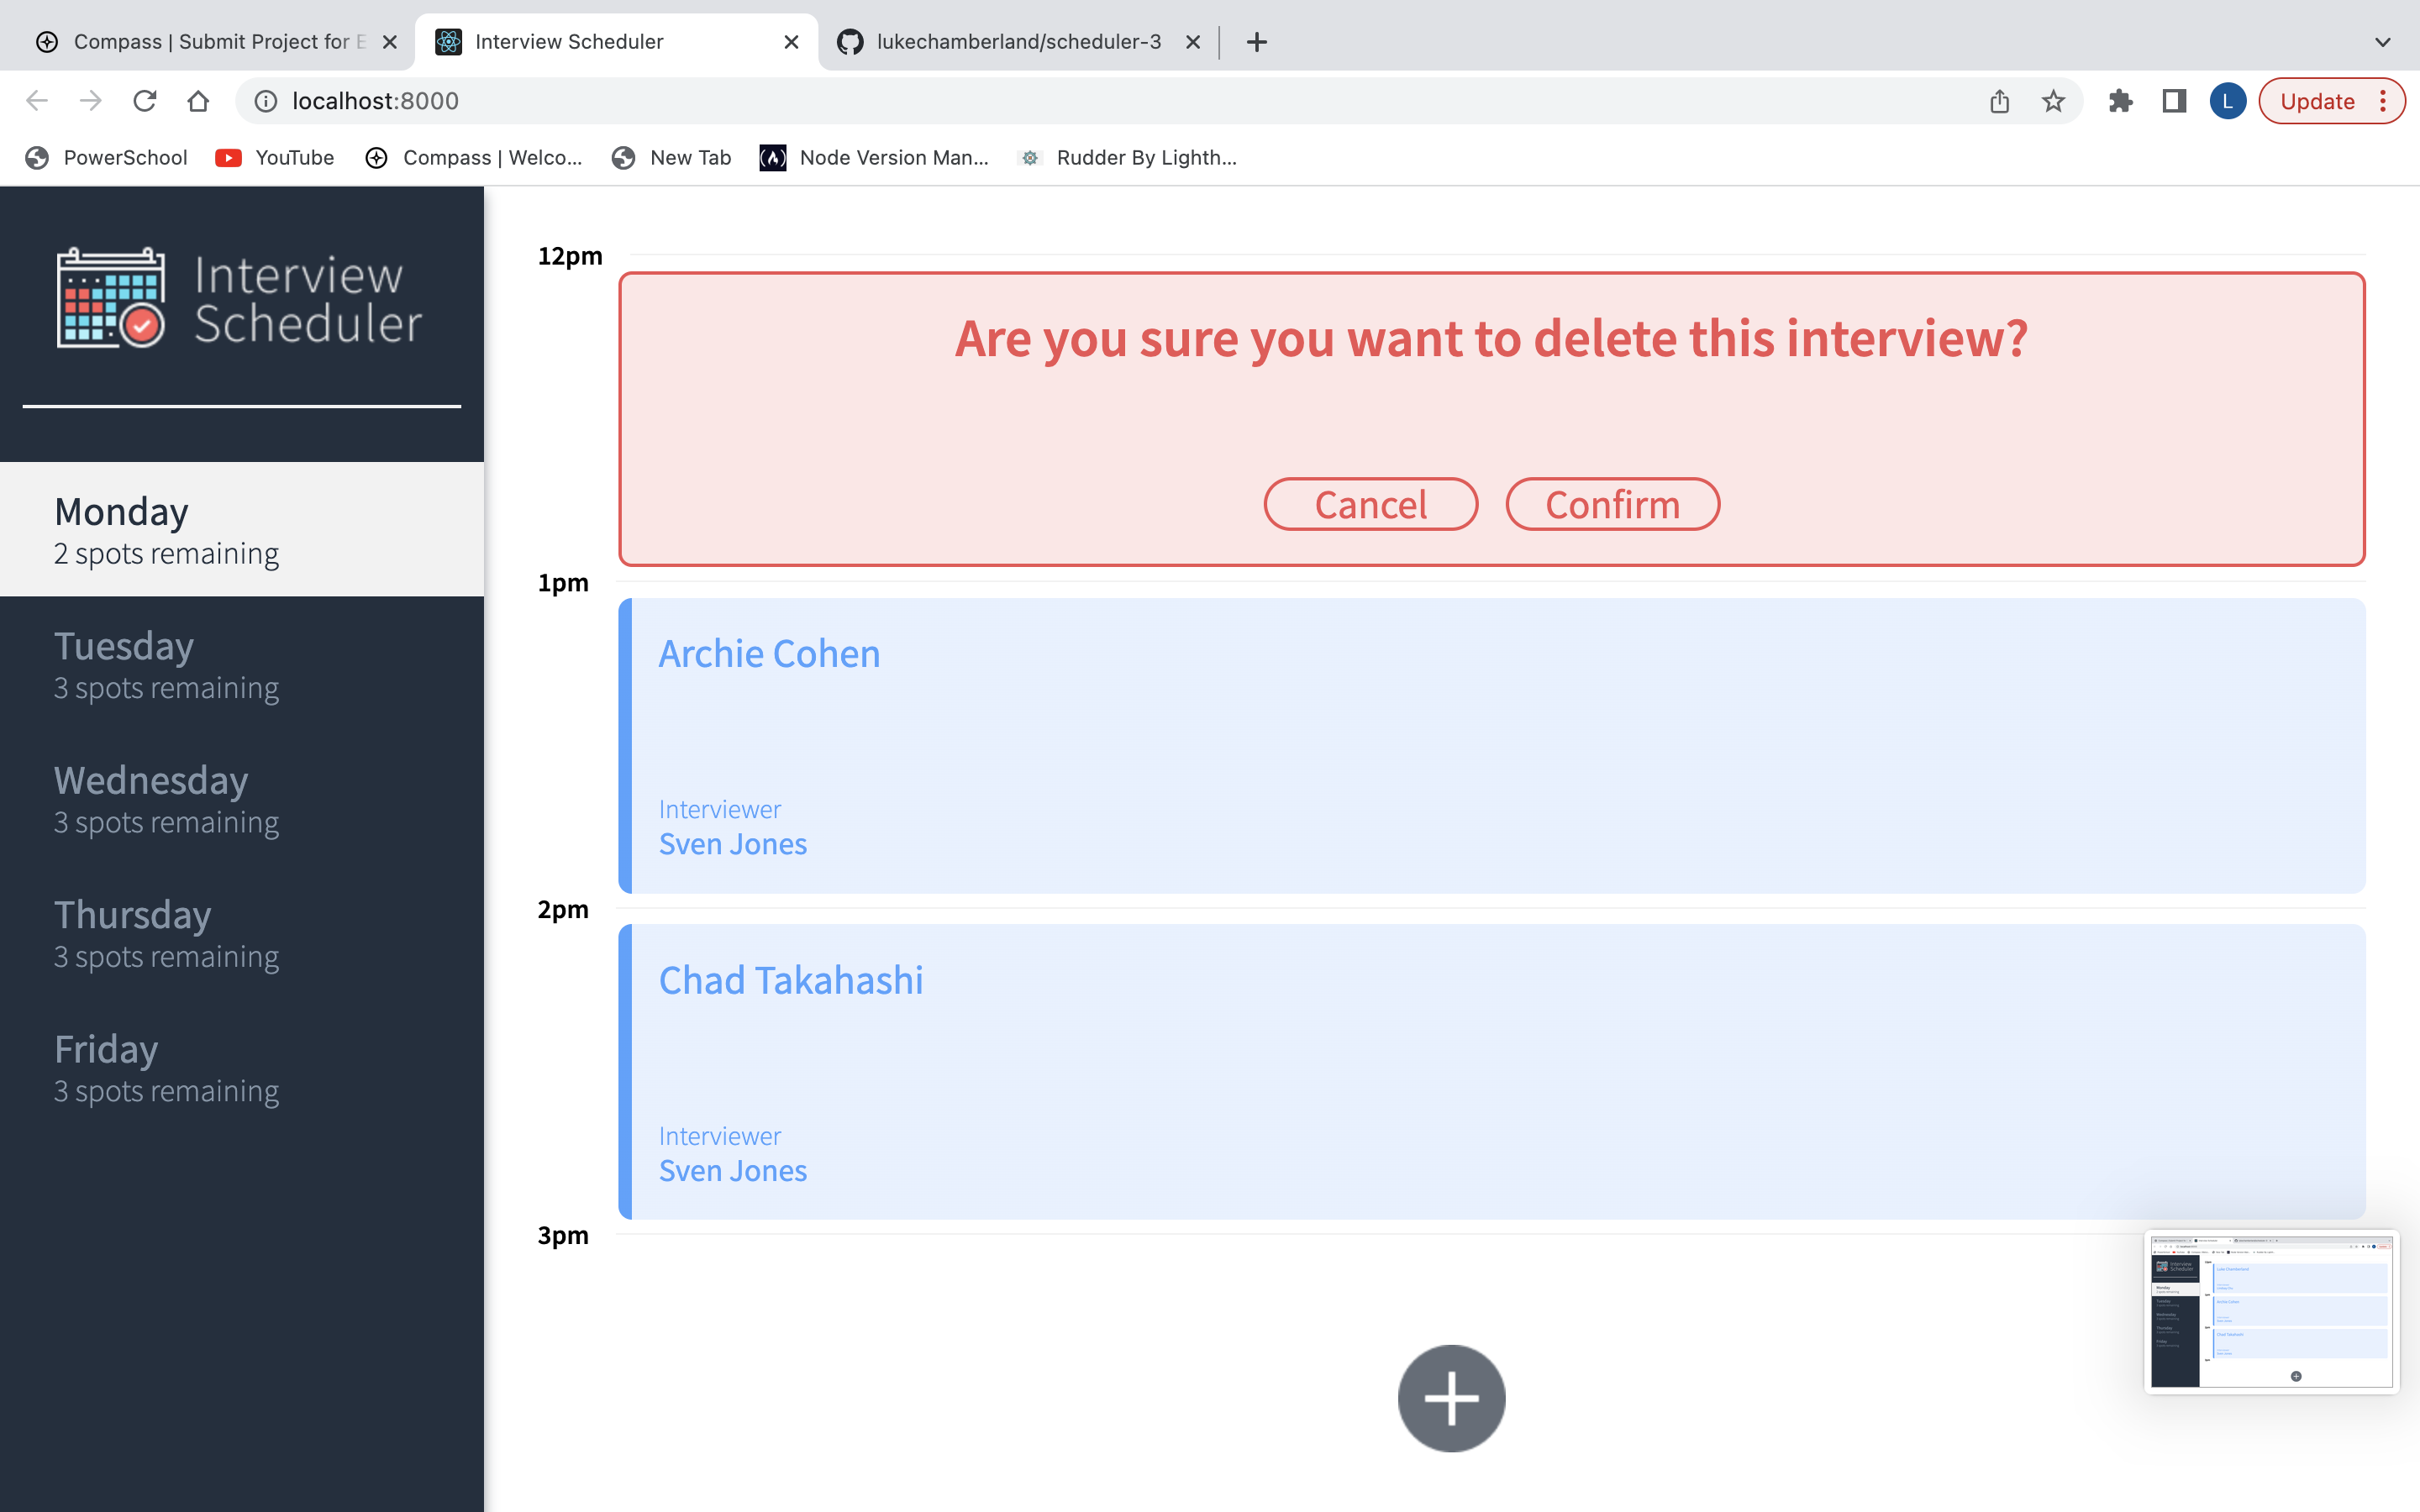 Compass | Submit Project for E
Interview Scheduler
lukechamberland/scheduler-3
localhost:8000
L
Update
PowerSchool
YouTube
Compass | Welco...
New Tab
Node Version Man...
Rudder By Lighth...
Interview
Scheduler
Monday
2 spots remaining
Tuesday
3 spots remaining
Wednesday
3 spots remaining
Thursday
3 spots remaining
Friday
3 spots remaining
12pm
Are you sure you want to delete this interview?
Cancel
Confirm
1pm
Archie Cohen
Interviewer
Sven Jones
2pm
Chad Takahashi
Interviewer
Sven Jones
3pm